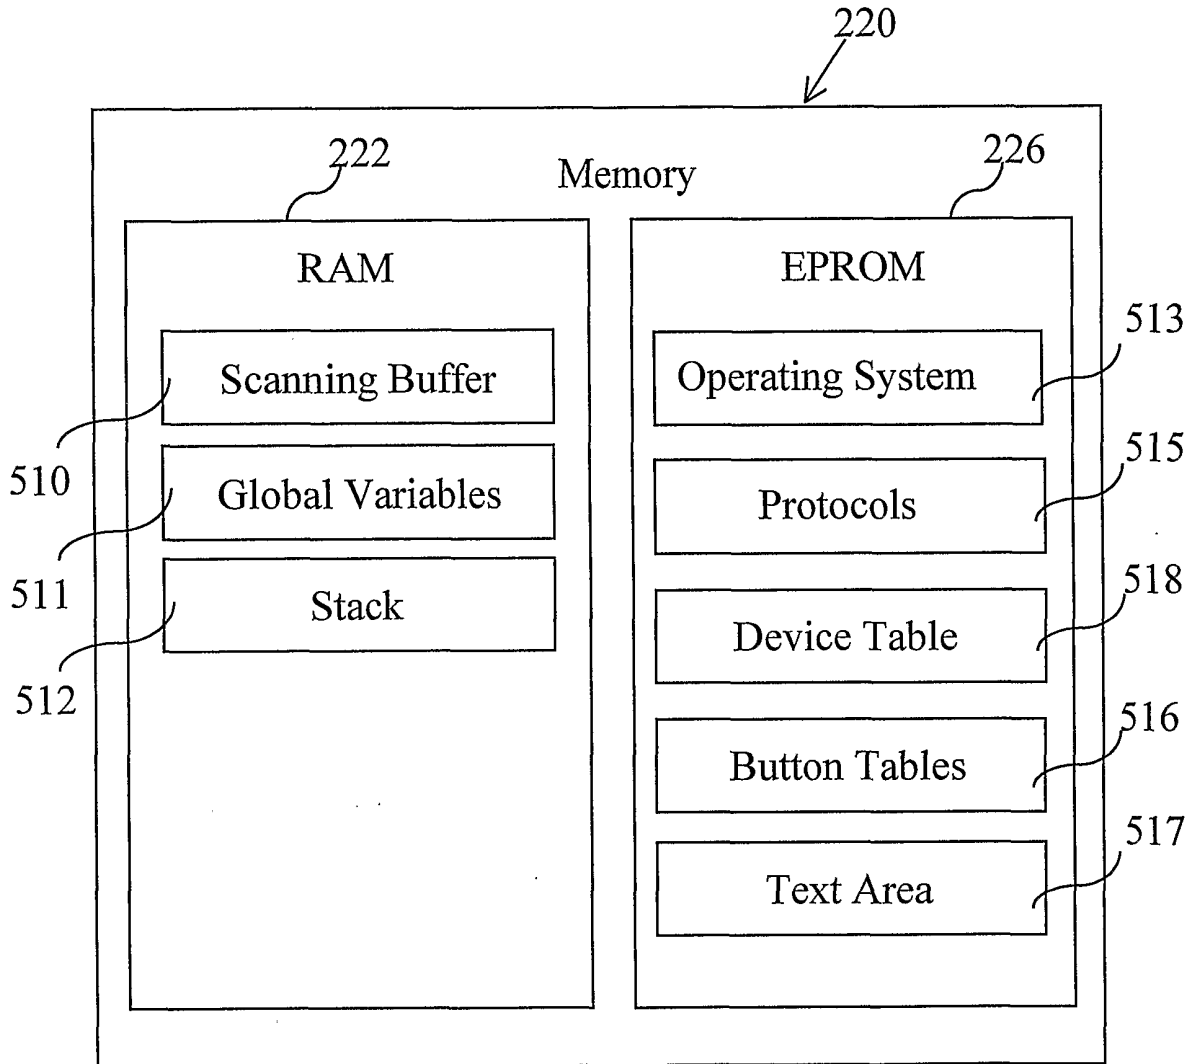 220
222
Memory
226
RAM
EPROM
Scanning Buffer
Operating System
513
510
Global Variables
Protocols
515
511
Stack
Device Table
518
512
Button Tables
516
Text Area
517